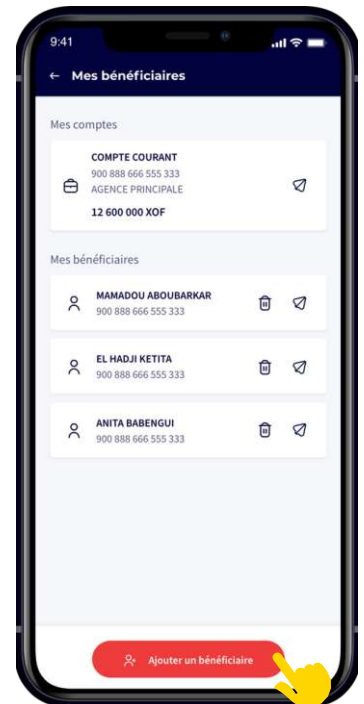 9:41
← Mes bénéficiaires
Mes comptes
COMPTE COURANT
900 888 666 555 333
AGENCE PRINCIPALE
12 600 000 XOF
Mes bénéficiaires
MAMADOU ABOUBARKAR
900 888 666 555 333
EL HADJI KETITA
900 888 666 555 333
ANITA BABENGUI
900 888 666 555 333
Ajouter un bénéficiaire